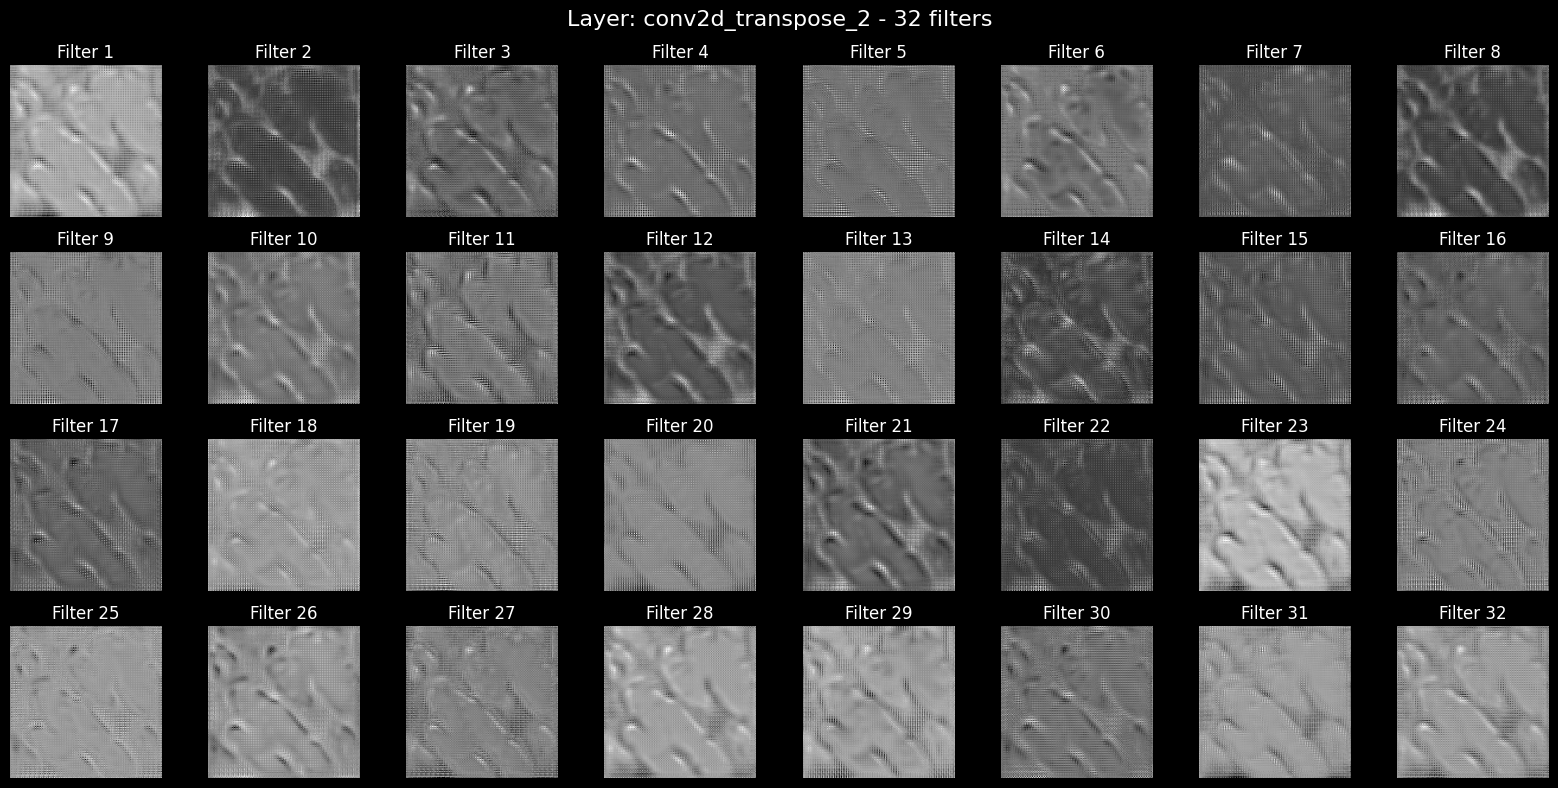 Layer: conv2d_transpose_2 - 32 filters
Filter 1 Filter 2 Filter 3 Filter 4 Filter 5 Filter 6 Filter 7 Filter 8
Filter 9 Filter 10 Filter 11 Filter 12 Filter 13 Filter 14 Filter 15 Filter 16
Filter 17 Filter 18 Filter 19 Filter 20 Filter 21 Filter 22 Filter 23 Filter 24
Filter 25 Filter 26 Filter 27 Filter 28 Filter 29 Filter 30 Filter 31 Filter 32